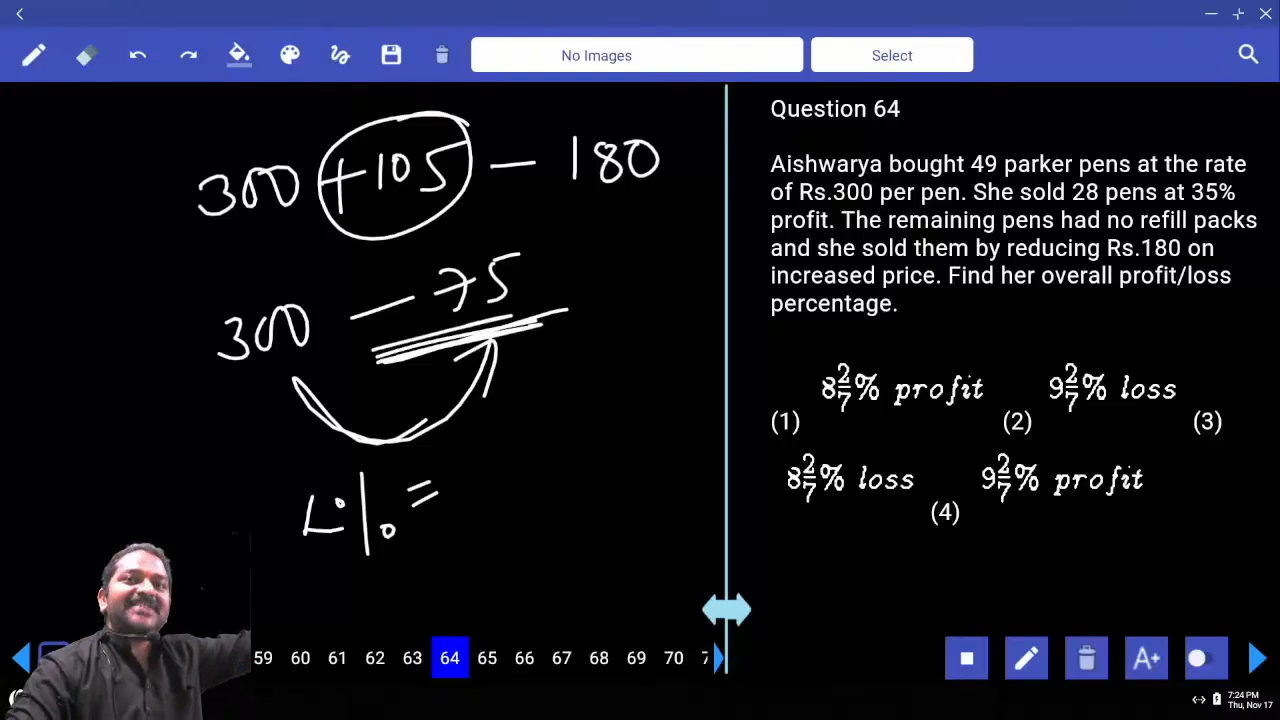 No Images
Select
300 +105 – 180
300 – 75
L% =
Question 64
Aishwarya bought 49 parker pens at the rate
of Rs.300 per pen. She sold 28 pens at 35%
profit. The remaining pens had no refill packs
and she sold them by reducing Rs.180 on
increased price. Find her overall profit/loss
percentage.
(1) 8 2/7 % profit (2) 9 2/7 % loss (3)
8 2/7 % loss (4) 9 2/7 % profit
59 60 61 62 63 64 65 66 67 68 69 70 7
A+
7:24 PM
Thu, Nov 17